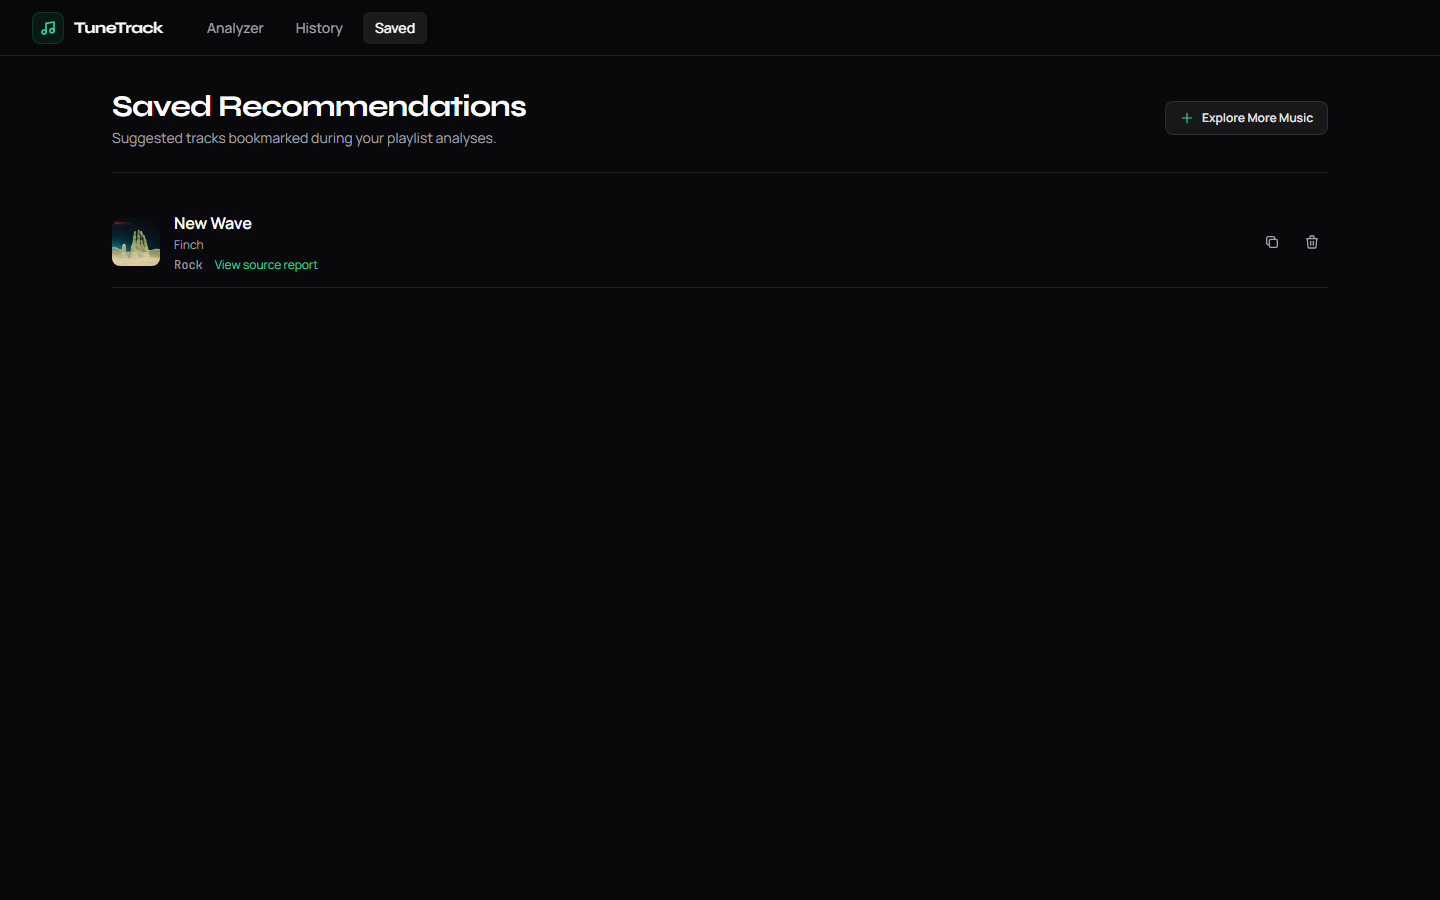 TuneTrack
Analyzer
History
Saved
Saved Recommendations
Suggested tracks bookmarked during your playlist analyses.
Explore More Music
New Wave
Finch
Rock View source report